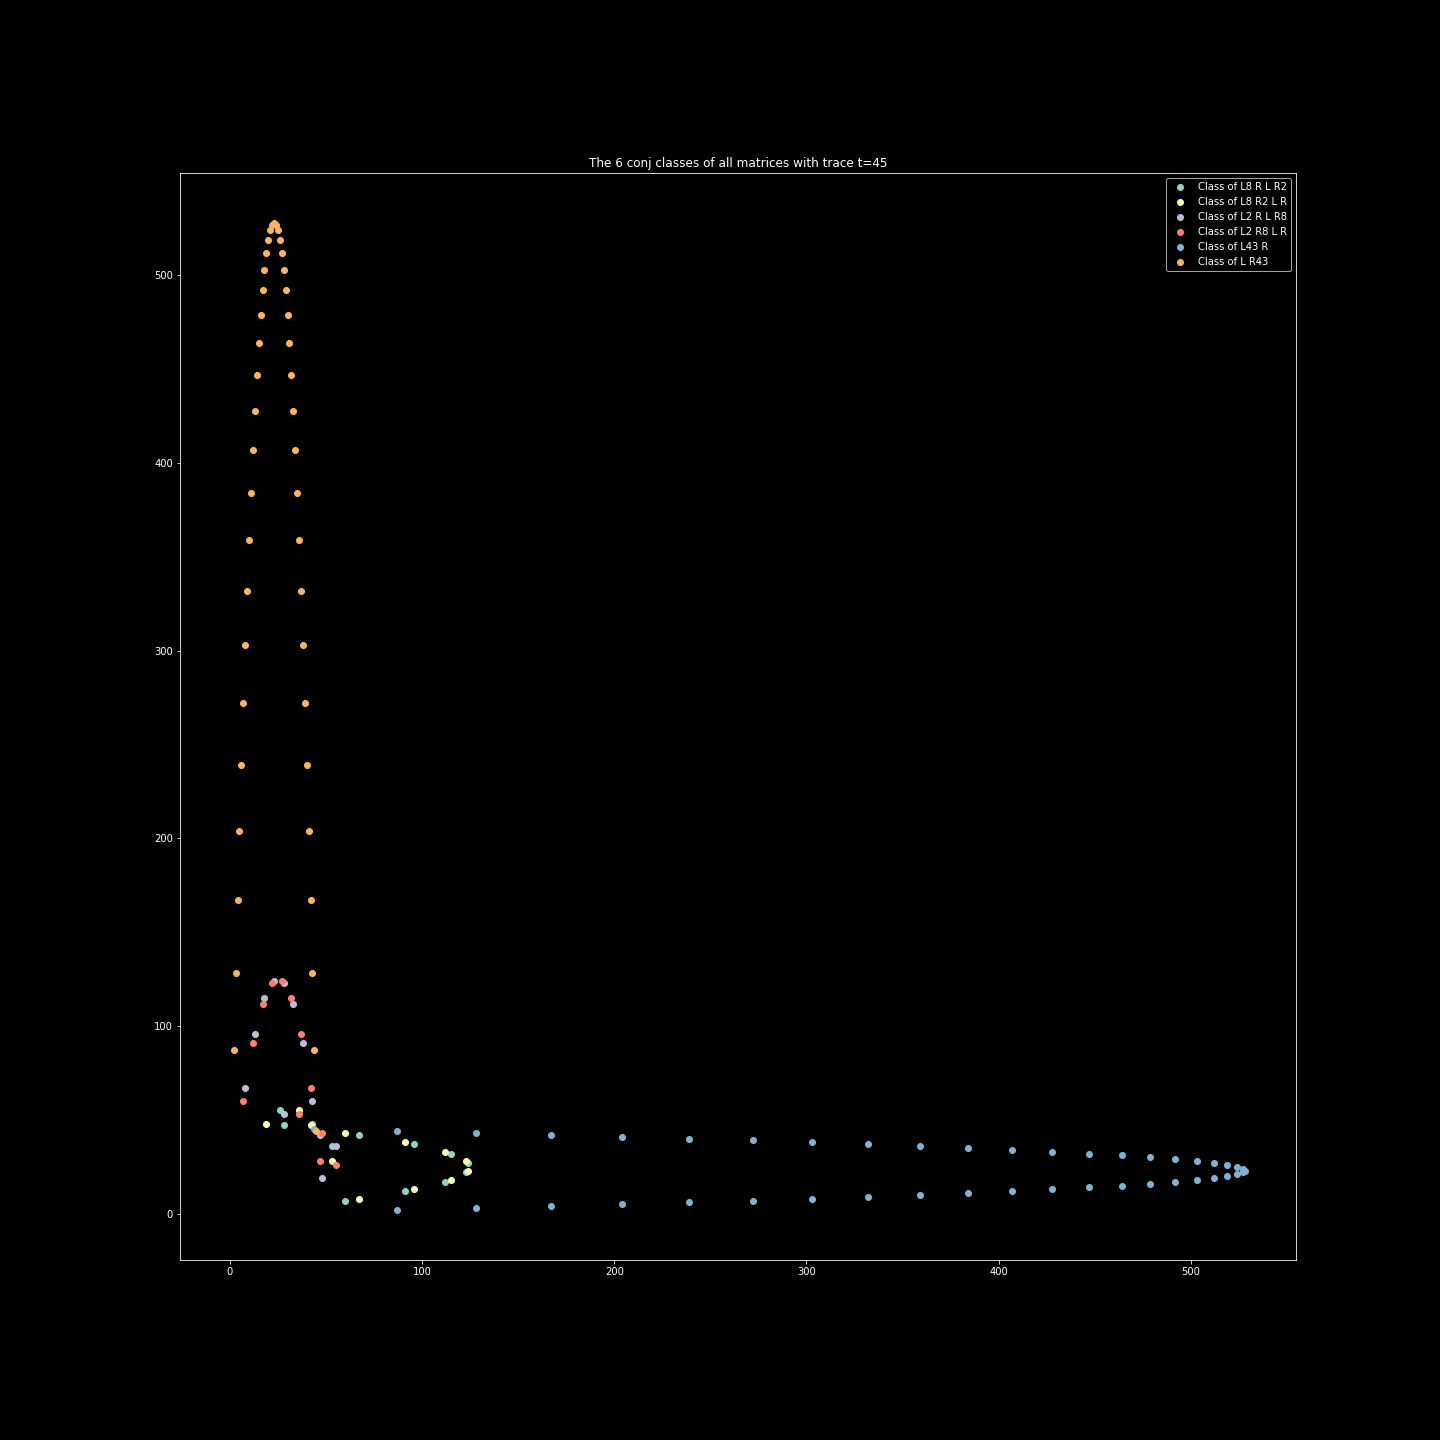 The 6 conj classes of all matrices with trace t=45
Class of L8 R L R2
Class of L8 R2 L R
Class of L2 R L R8
Class of L2 R8 L R
Class of L43 R
Class of L R43
500
400
300
200
100
0
0 100 200 300 400 500